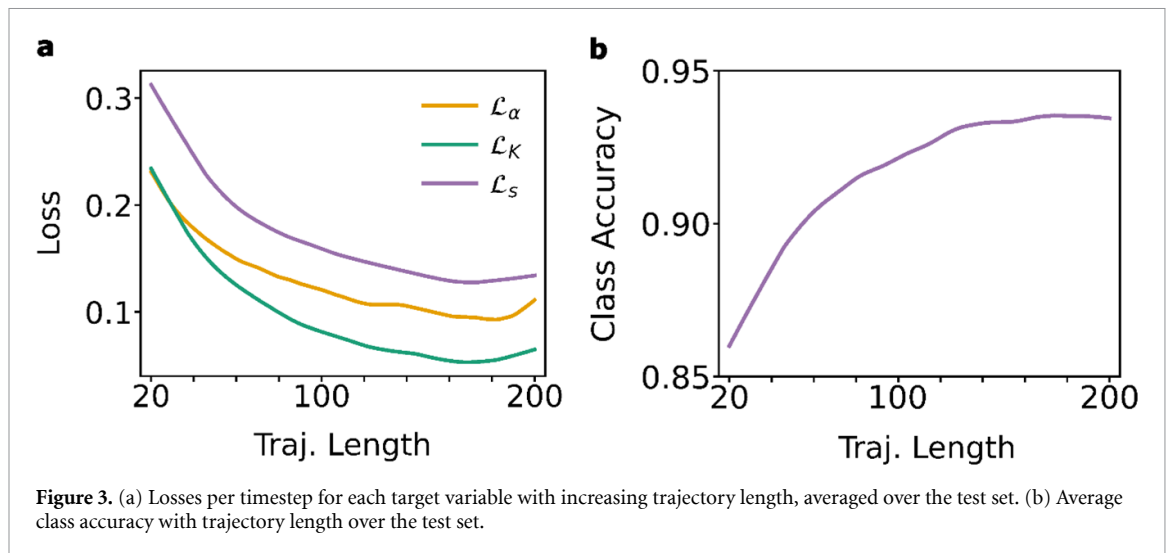 a
0.3
0.2
0.1
Loss
ℒα
ℒK
ℒs
20
100
200
Traj. Length
b
0.95
0.90
0.85
Class Accuracy
20
100
200
Traj. Length
Figure 3. (a) Losses per timestep for each target variable with increasing trajectory length, averaged over the test set. (b) Average
class accuracy with trajectory length over the test set.